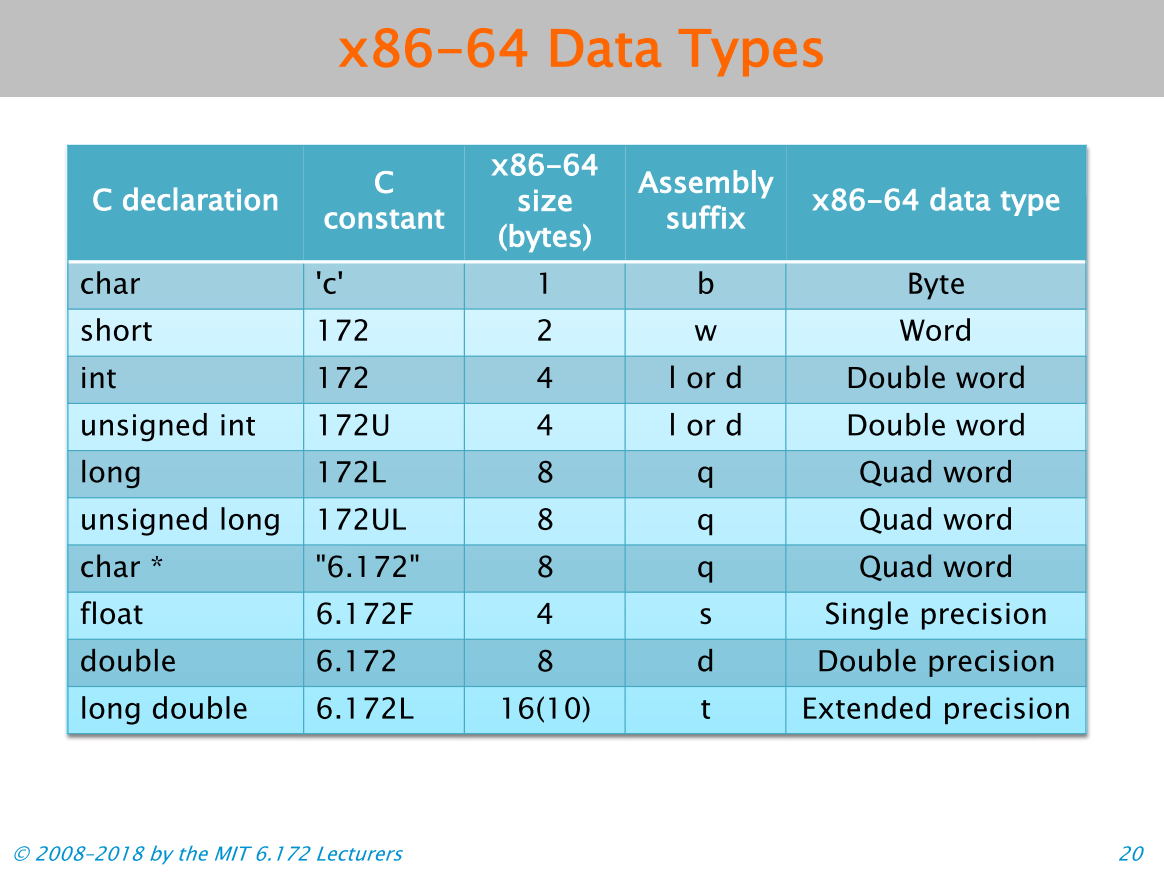 x86-64 Data Types
C declaration C constant x86-64 size (bytes) Assembly suffix x86-64 data type
char 'c' 1 b Byte
short 172 2 w Word
int 172 4 l or d Double word
unsigned int 172U 4 l or d Double word
long 172L 8 q Quad word
unsigned long 172UL 8 q Quad word
char * "6.172" 8 q Quad word
float 6.172F 4 s Single precision
double 6.172 8 d Double precision
long double 6.172L 16(10) t Extended precision
© 2008–2018 by the MIT 6.172 Lecturers 20